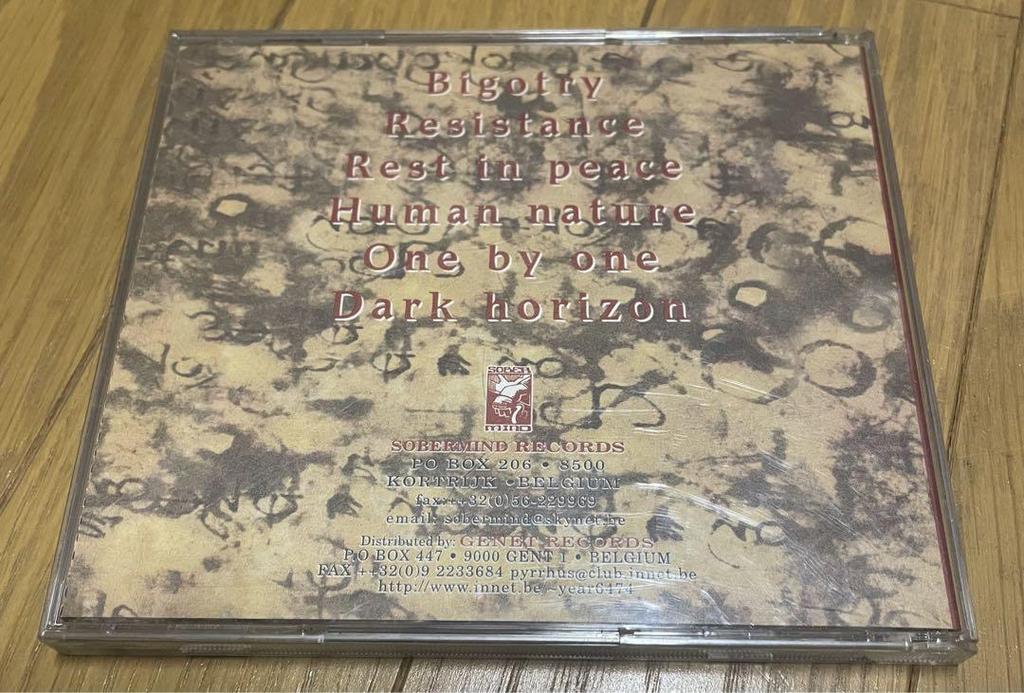 Bigotry
Resistance
Rest in peace
Human nature
One by one
Dark horizon
SOBER
MIND
SOBERMIND RECORDS
PO BOX 206 • 8500
KORTRIJK • BELGIUM
fax:++32(0)56-229969
email: sobermind@skynet.be
Distributed by: GENET RECORDS
P.O BOX 447 • 9000 GENT 1 • BELGIUM
FAX ++32(0)9 2233684 pyrrhus@club.innet.be
http://www.innet.be/~year0474